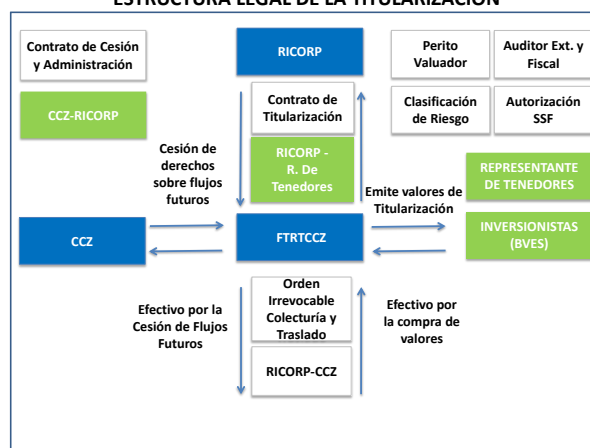 ESTRUCTURA LEGAL DE LA TITULARIZACIÓN
Contrato de Cesión
y Administración
RICORP
Perito
Valuador
Auditor Ext. y
Fiscal
CCZ-RICORP
Contrato de
Titularización
Clasificación
de Riesgo
Autorización
SSF
Cesión de
derechos
sobre flujos
futuros
RICORP -
R. De
Tenedores
Emite valores de
Titularización
REPRESENTANTE
DE TENEDORES
CCZ
FTRTCCZ
INVERSIONISTAS
(BVES)
Efectivo por la
Cesión de Flujos
Futuros
Orden
Irrevocable
Colecturía y
Traslado
Efectivo por
la compra de
valores
RICORP-CCZ